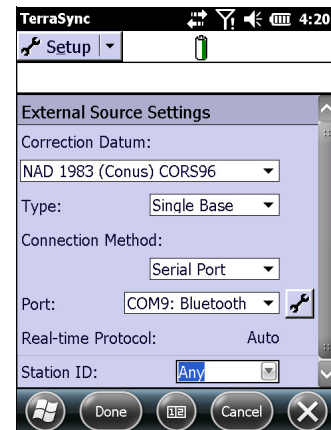 TerraSync 4:20
Setup
External Source Settings
Correction Datum:
NAD 1983 (Conus) CORS96
Type: Single Base
Connection Method:
Serial Port
Port: COM9: Bluetooth
Real-time Protocol: Auto
Station ID: Any
Done Cancel